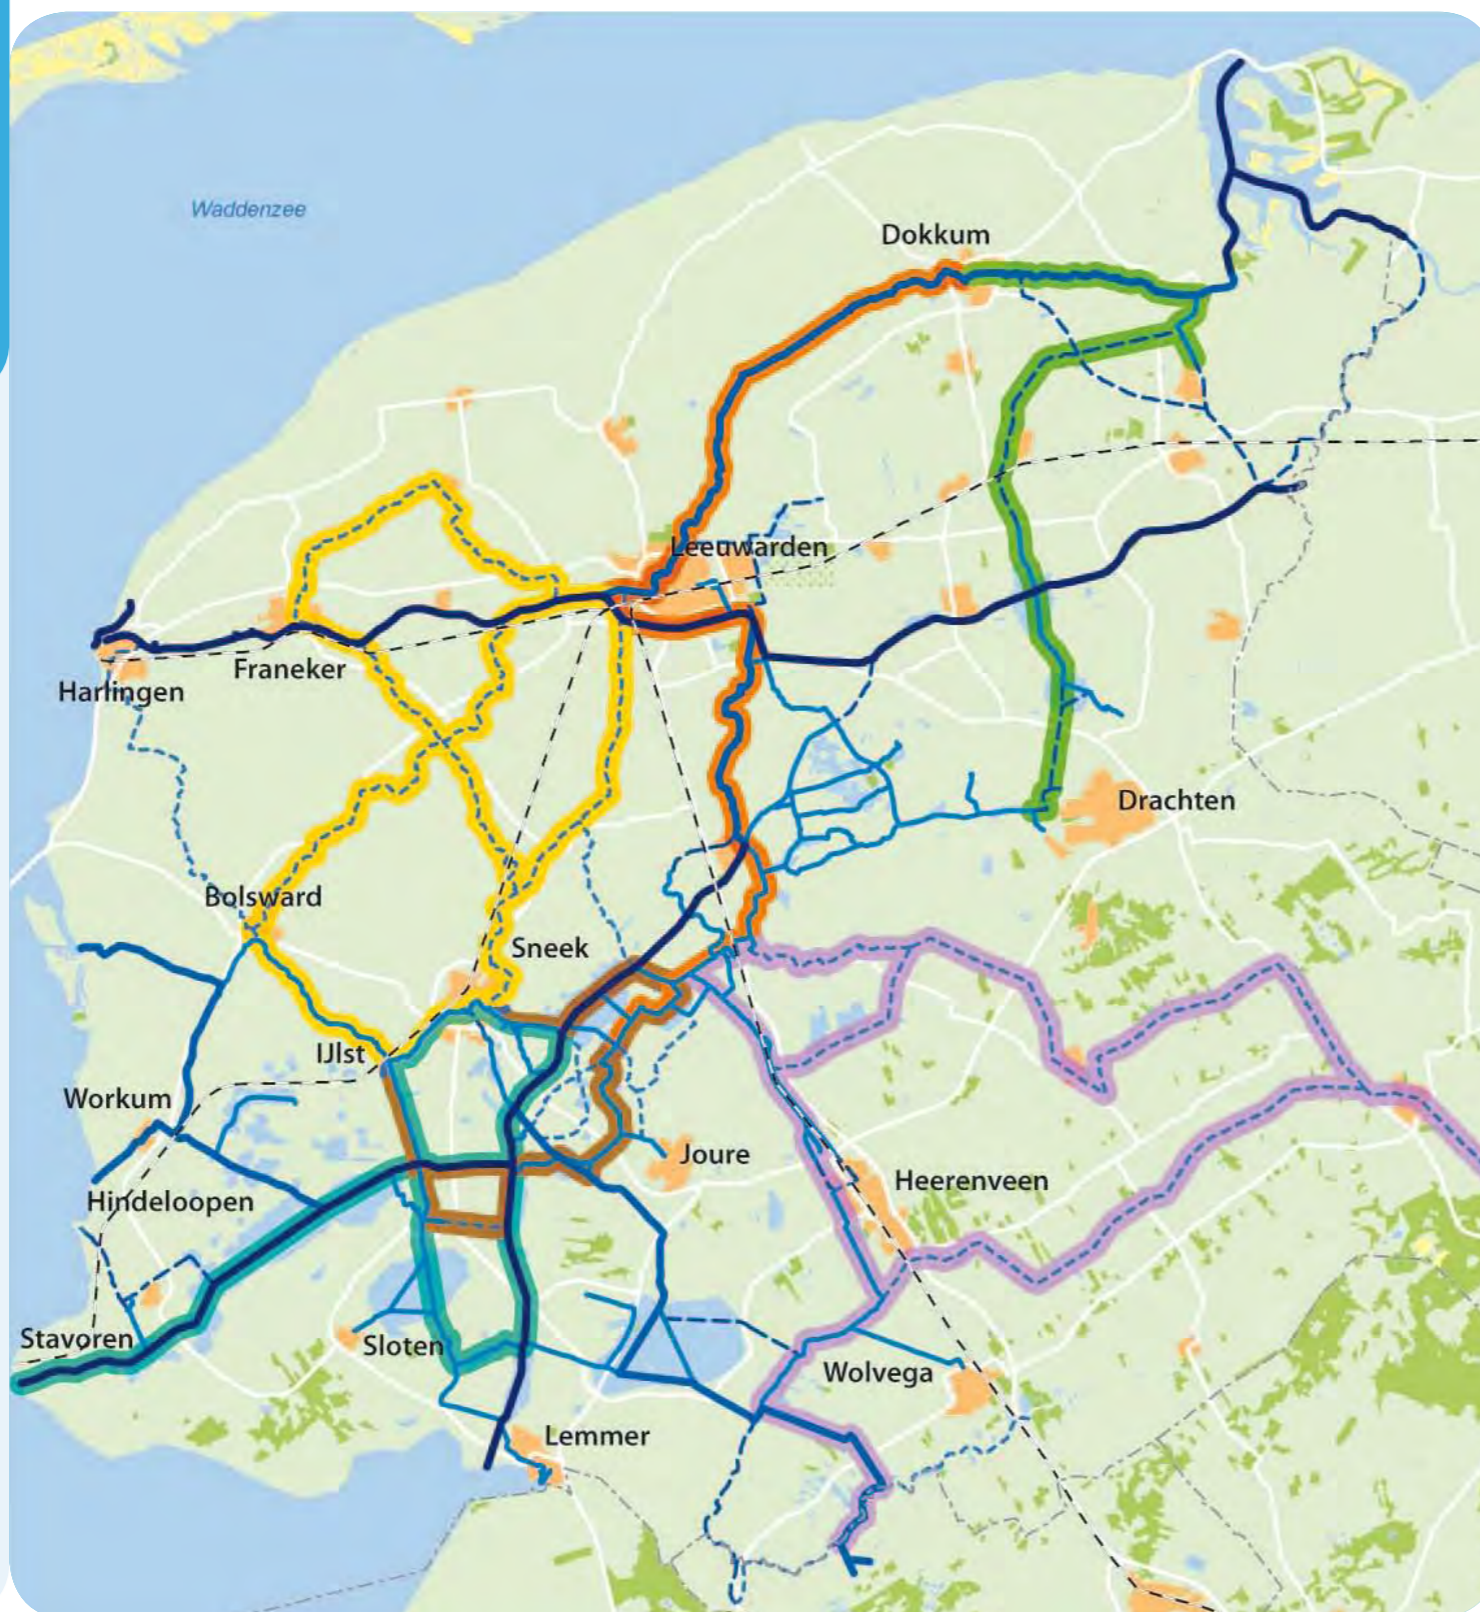 Waddenzee
Dokkum
Leeuwarden
Franeker
Harlingen
Drachten
Bolsward
Sneek
IJlst
Workum
Joure
Heerenveen
Hindeloopen
Stavoren
Sloten
Wolvega
Lemmer